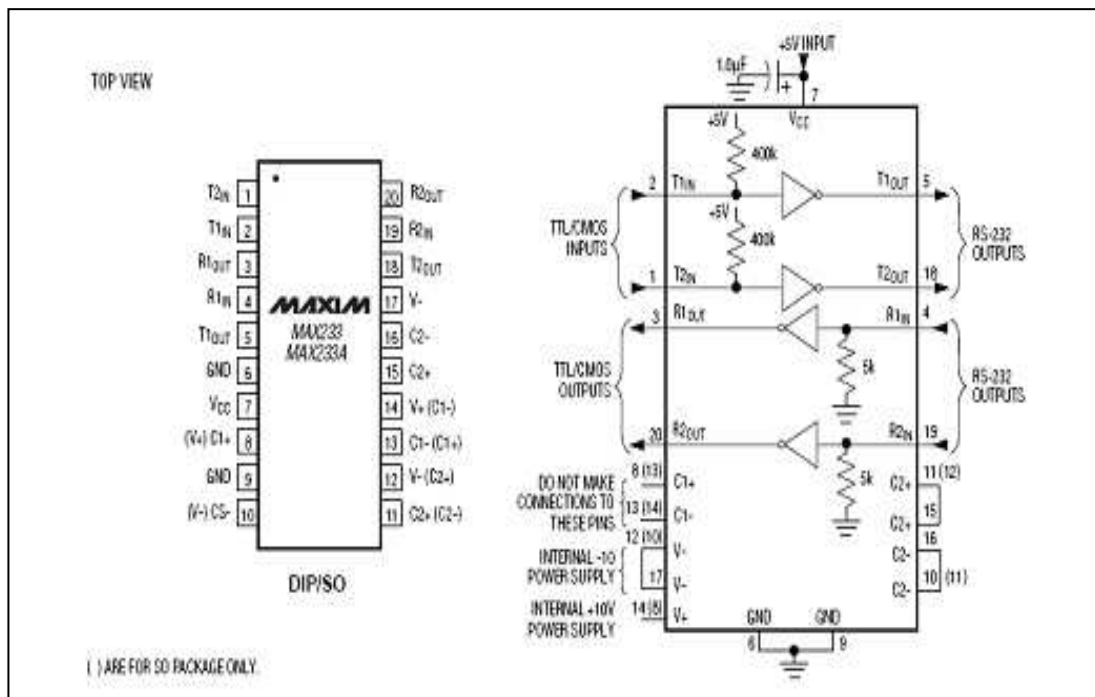 TOP VIEW
T2IN 1
T1IN 2
R1OUT 3
R1IN 4
T1OUT 5
GND 6
VCC 7
(V+) C1+ 8
GND 9
(V-) CS- 10
20 R2OUT
19 R2IN
18 T2OUT
17 V-
16 C2-
15 C2+
14 V+ (C1-)
13 C1- (C1+)
12 V- (C2+)
11 C2+ (C2-)
MAXIM
MAX233
MAX233A
DIP/SO
( ) ARE FOR SO PACKAGE ONLY.
+5V INPUT
1.0µF
+
7
VCC
+5V
400k
2 T1IN
T1OUT 5
+5V
400k
TTL/CMOS
INPUTS
RS-232
OUTPUTS
1 T2IN
T2OUT 18
3 R1OUT
R1IN 4
5k
TTL/CMOS
OUTPUTS
RS-232
OUTPUTS
20 R2OUT
R2IN 19
5k
DO NOT MAKE
CONNECTIONS TO
THESE PINS
8 (13) C1+
13 (14) C1-
12 (10) V-
INTERNAL -10
POWER SUPPLY
17 V-
INTERNAL +10V
POWER SUPPLY
14 (8) V+
C2+ 11 (12)
C2+ 15
C2- 16
C2- 10 (11)
GND GND
6 9